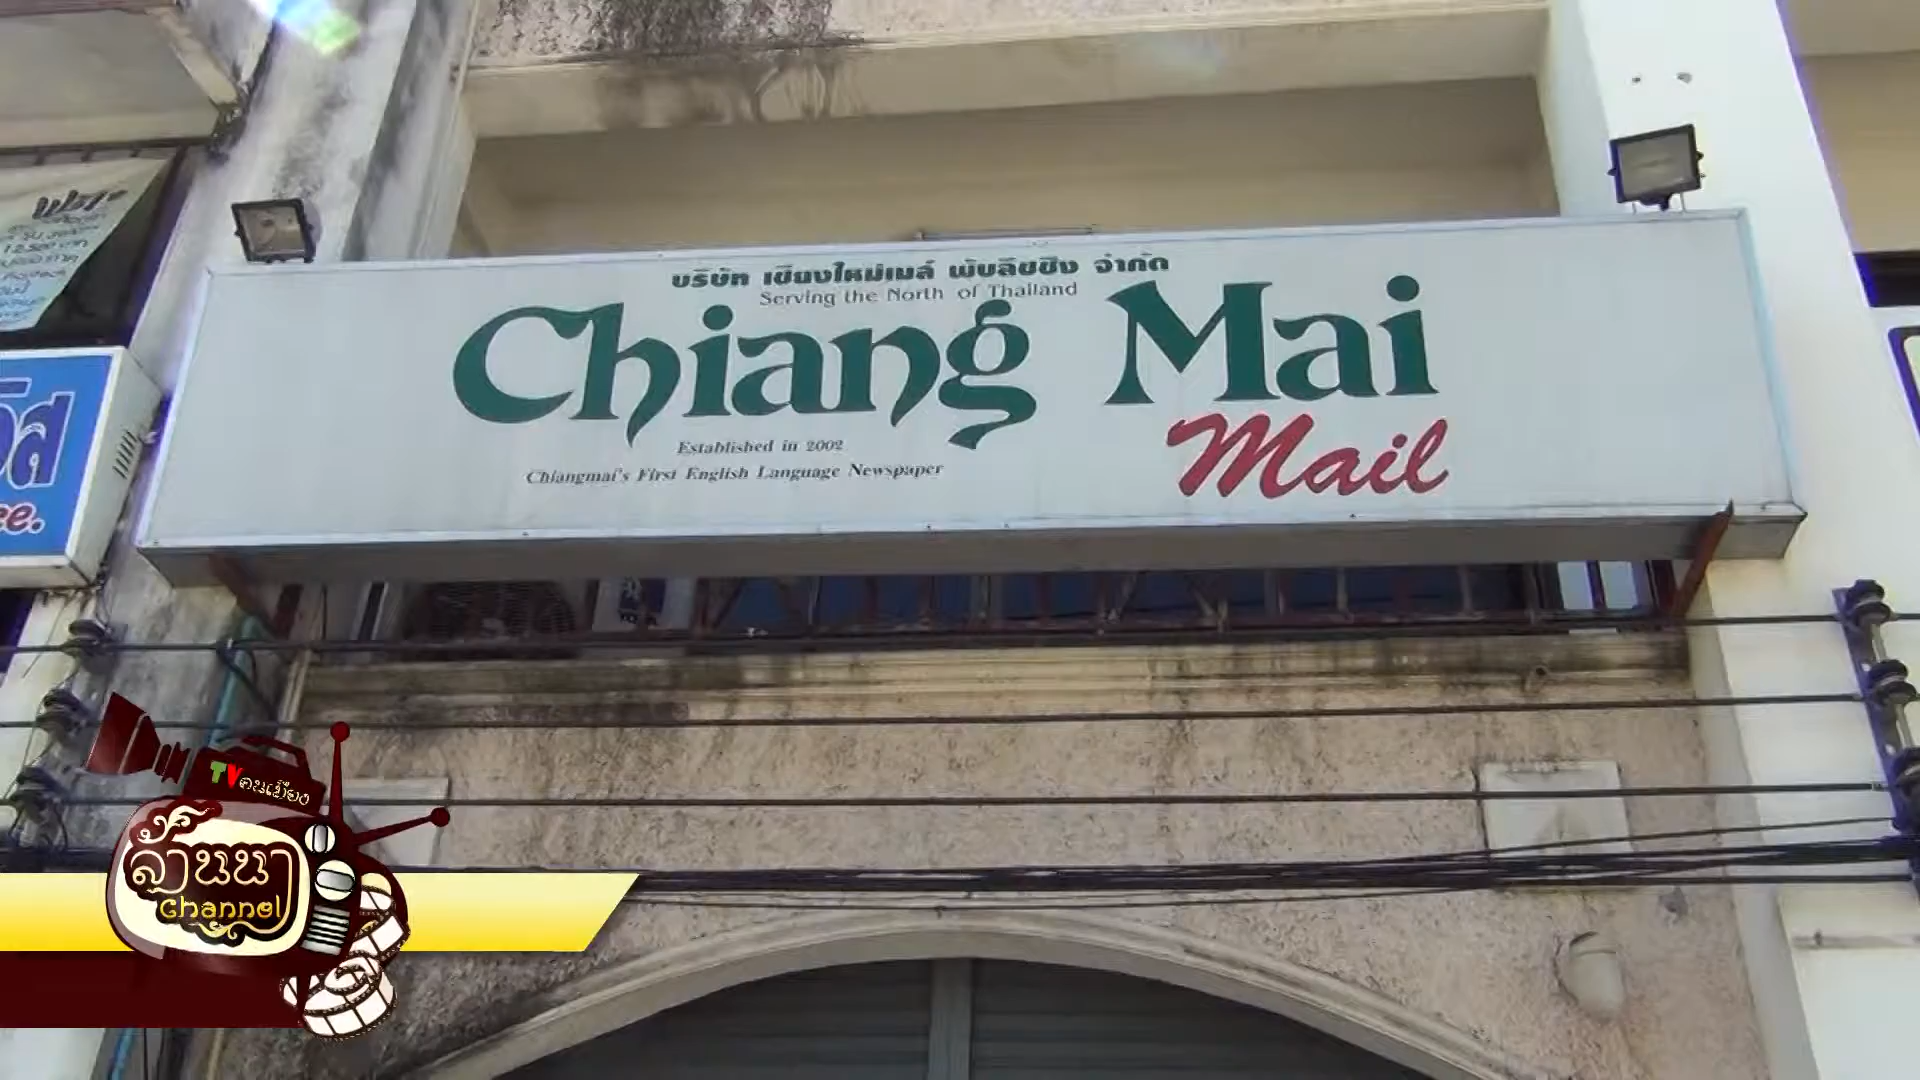 บริษัท เชียงใหม่เมล์ พับลิชชิง จำกัด
Serving the North of Thailand
Chiang Mai
Mail
Established in 2002
Chiangmai's First English Language Newspaper
TVคนเมือง
ล้านนา
Channel